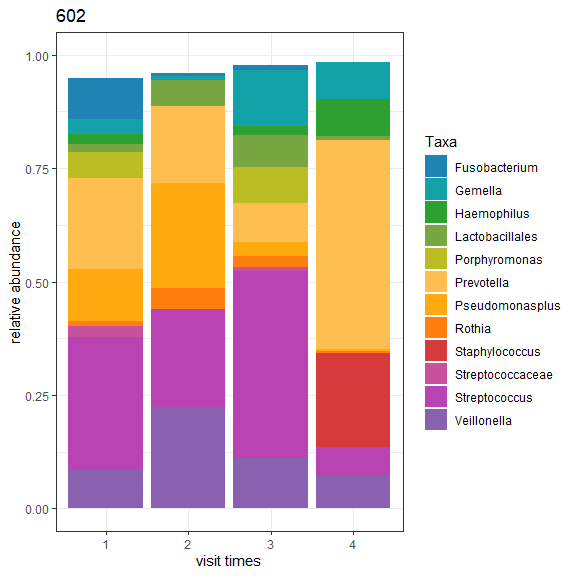 602
relative abundance
1.00
0.75
0.50
0.25
0.00
1 2 3 4
visit times
Taxa
Fusobacterium
Gemella
Haemophilus
Lactobacillales
Porphyromonas
Prevotella
Pseudomonasplus
Rothia
Staphylococcus
Streptococcaceae
Streptococcus
Veillonella